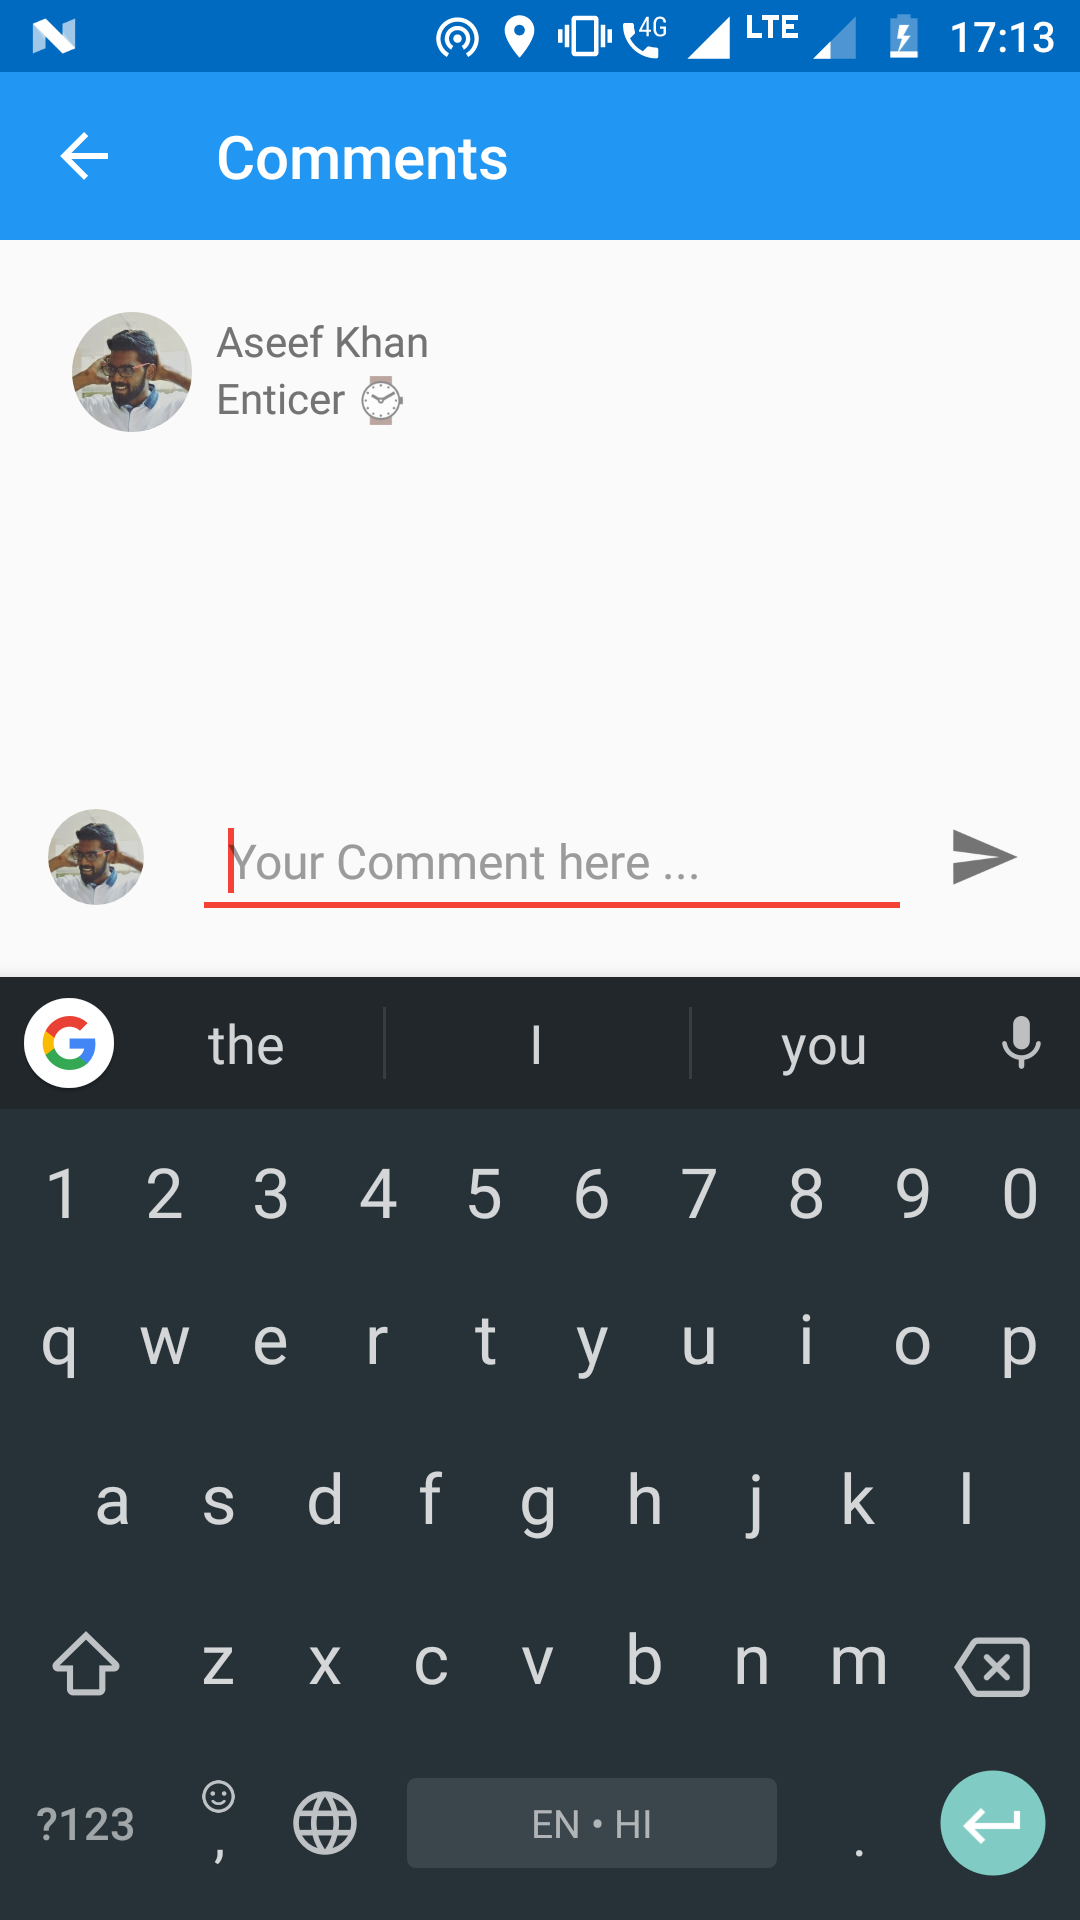 4G LTE 17:13
Comments
Aseef Khan
Enticer ⌚
Your Comment here ...
the I you
1 2 3 4 5 6 7 8 9 0
q w e r t y u i o p
a s d f g h j k l
z x c v b n m
?123 , EN • HI .